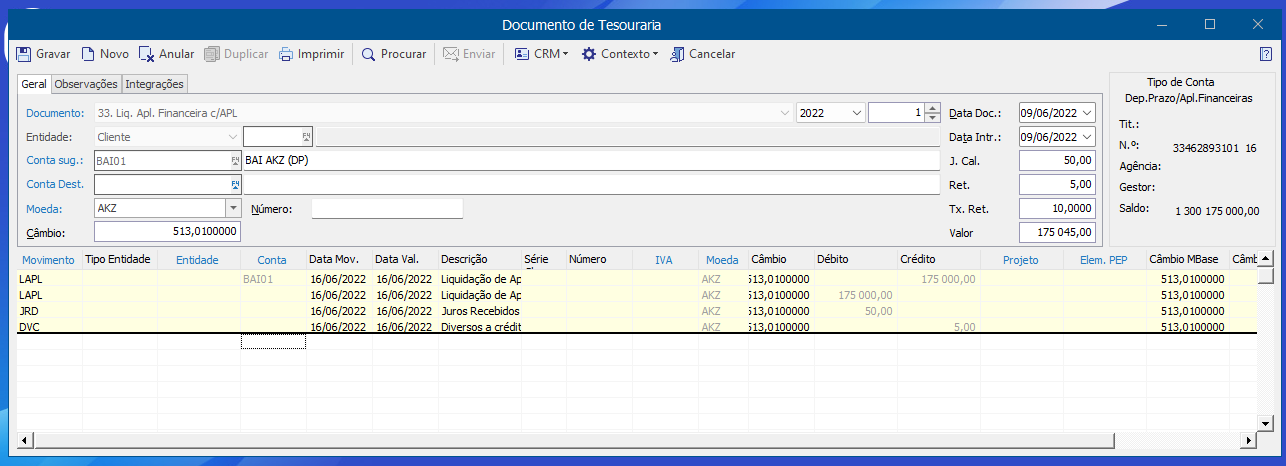 Documento de Tesouraria
Gravar Novo Anular Duplicar Imprimir Procurar Enviar CRM Contexto Cancelar
Geral Observações Integrações
Documento: 33. Liq. Apl. Financeira c/APL 2022 1 Data Doc.: 09/06/2022
Entidade: Cliente F4 Data Intr.: 09/06/2022
Conta sug.: BAI01 F4 BAI AKZ (DP) J. Cal. 50,00
Conta Dest. F4 Ret. 5,00
Moeda: AKZ Número: Tx. Ret. 10,0000
Câmbio: 513,0100000 Valor 175 045,00
Tipo de Conta
Dep.Prazo/Apl.Financeiras
Tit.:
N.º: 33462893101 16
Agência:
Gestor:
Saldo: 1 300 175 000,00
Movimento Tipo Entidade Entidade Conta Data Mov. Data Val. Descrição Série Número IVA Moeda Câmbio Débito Crédito Projeto Elem. PEP Câmbio MBase Câmb
LAPL BAI01 16/06/2022 16/06/2022 Liquidação de Ap AKZ 513,0100000 175 000,00 513,0100000
LAPL 16/06/2022 16/06/2022 Liquidação de Ap AKZ 513,0100000 175 000,00 513,0100000
JRD 16/06/2022 16/06/2022 Juros Recebidos AKZ 513,0100000 50,00 513,0100000
DVC 16/06/2022 16/06/2022 Diversos a crédit AKZ 513,0100000 5,00 513,0100000